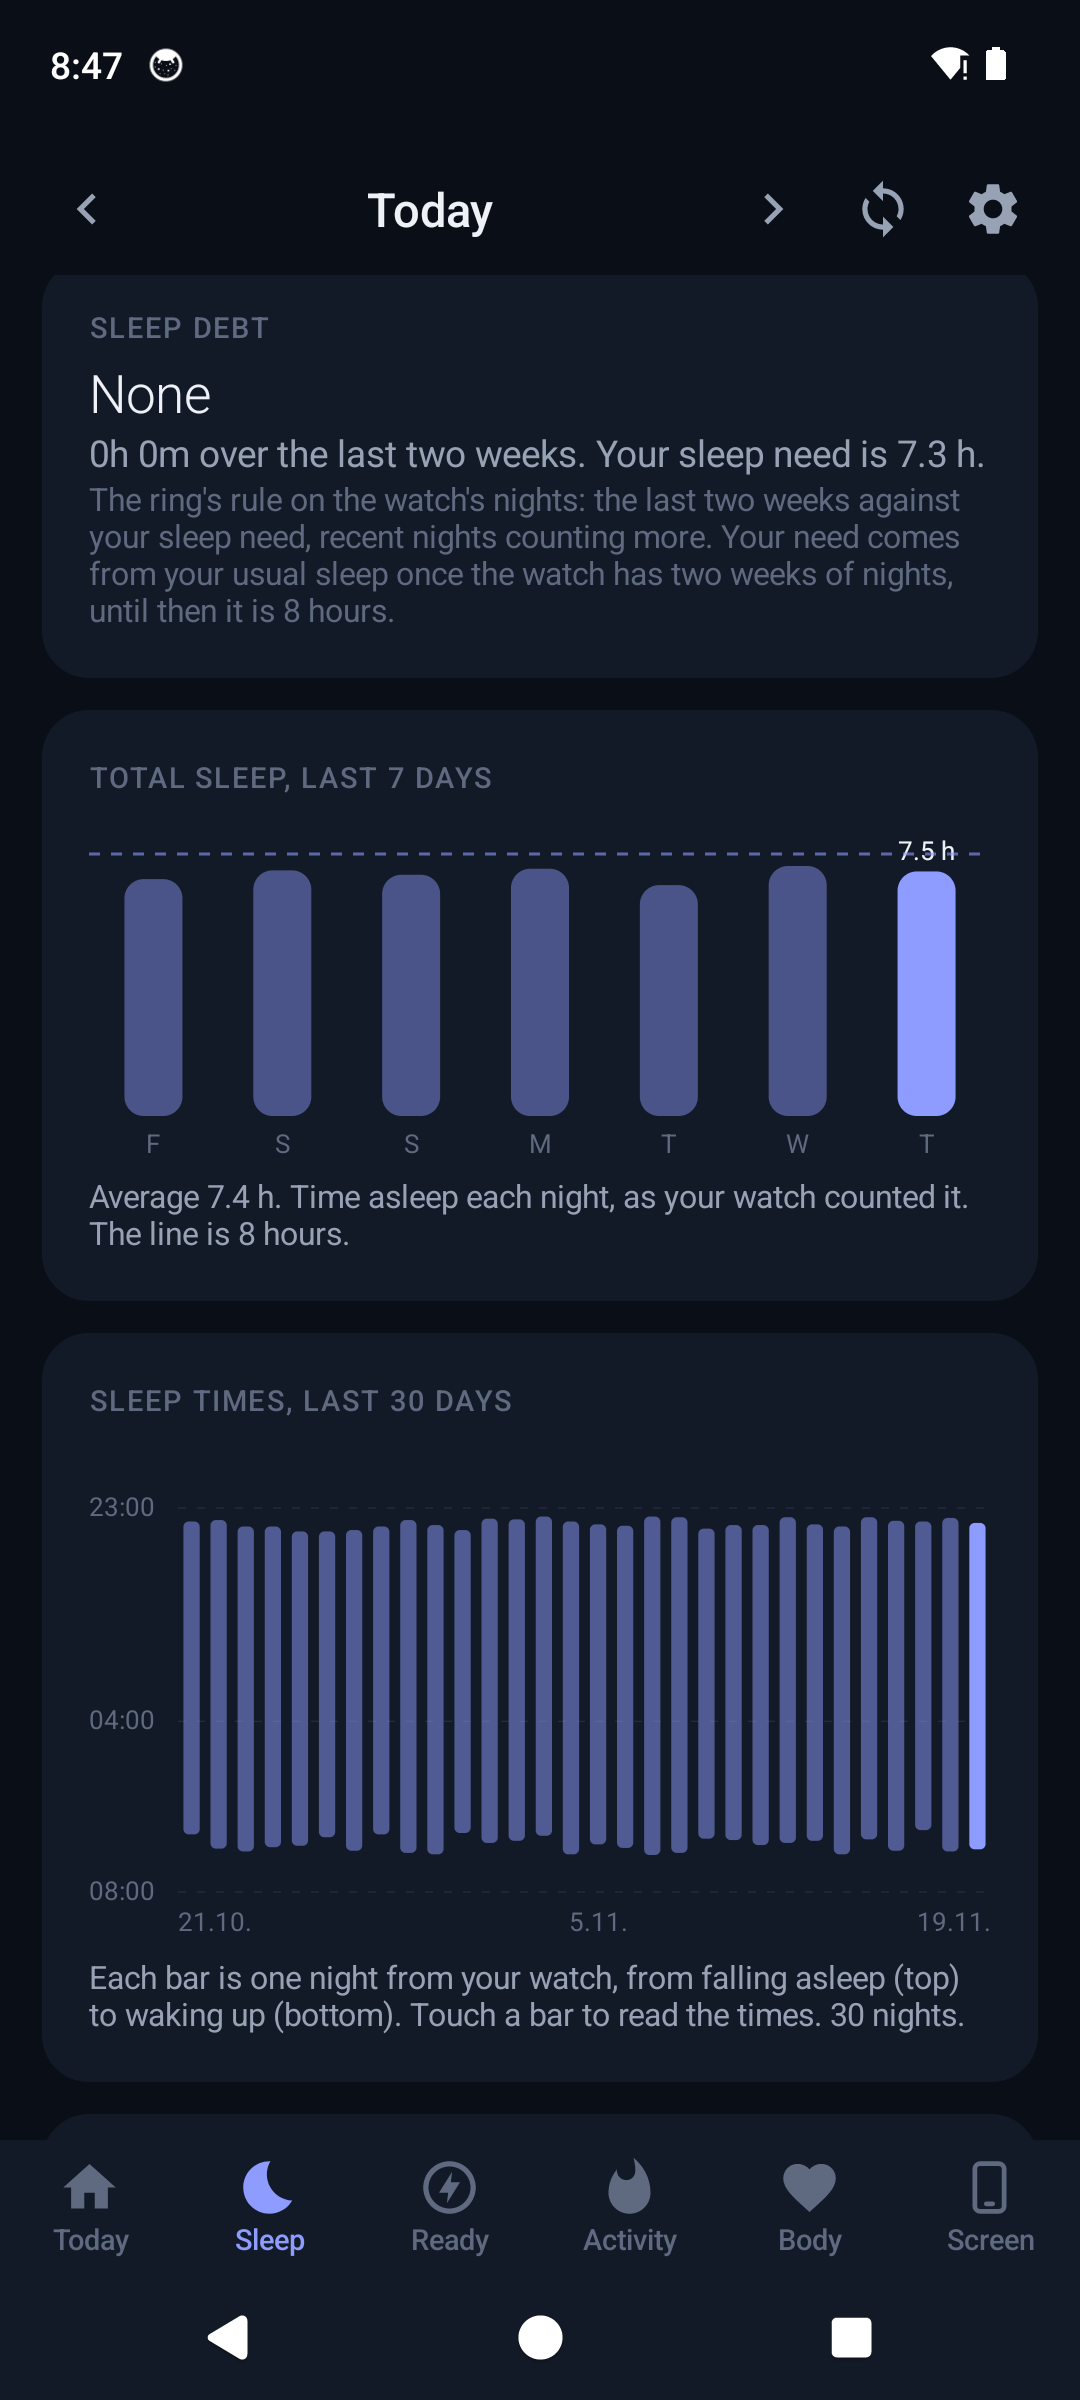 8:47
Today
SLEEP DEBT
None
0h 0m over the last two weeks. Your sleep need is 7.3 h.
The ring's rule on the watch's nights: the last two weeks against
your sleep need, recent nights counting more. Your need comes
from your usual sleep once the watch has two weeks of nights,
until then it is 8 hours.
TOTAL SLEEP, LAST 7 DAYS
7.5 h
F S S M T W T
Average 7.4 h. Time asleep each night, as your watch counted it.
The line is 8 hours.
SLEEP TIMES, LAST 30 DAYS
23:00
04:00
08:00
21.10. 5.11. 19.11.
Each bar is one night from your watch, from falling asleep (top)
to waking up (bottom). Touch a bar to read the times. 30 nights.
Today Sleep Ready Activity Body Screen